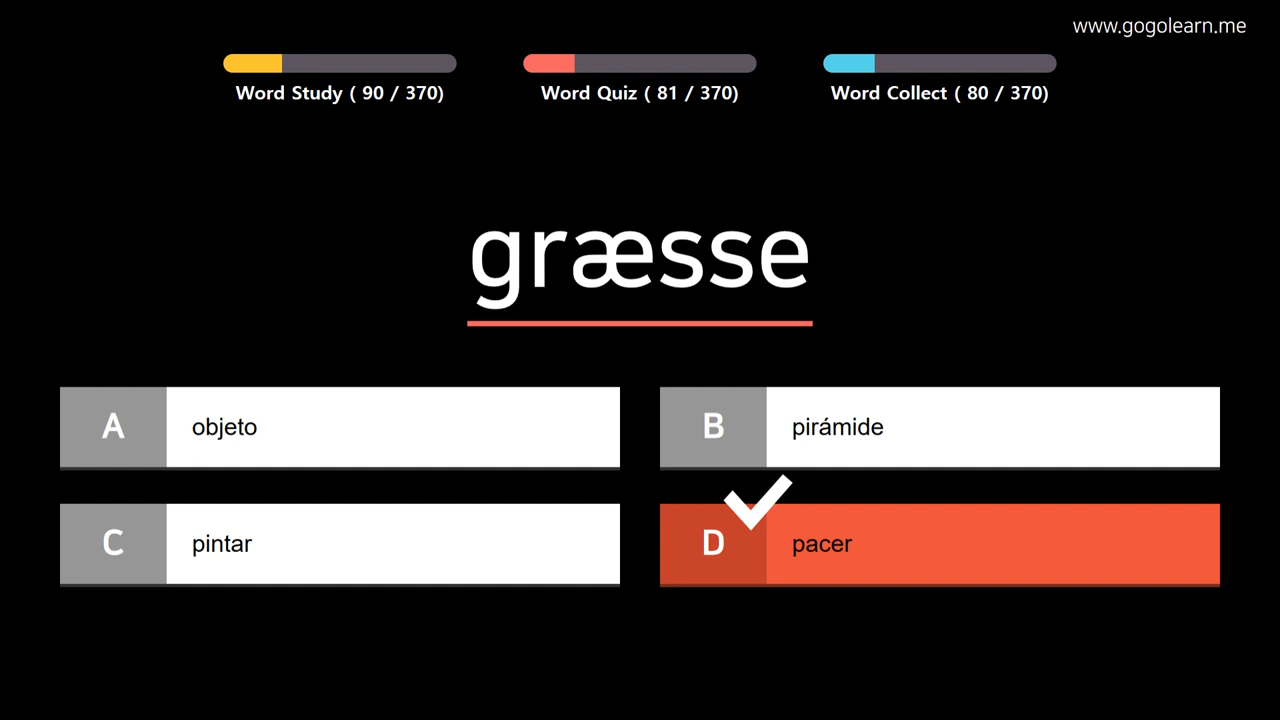 www.gogolearn.me
Word Study ( 90 / 370)
Word Quiz ( 81 / 370)
Word Collect ( 80 / 370)
græsse
A objeto
B pirámide
C pintar
D pacer